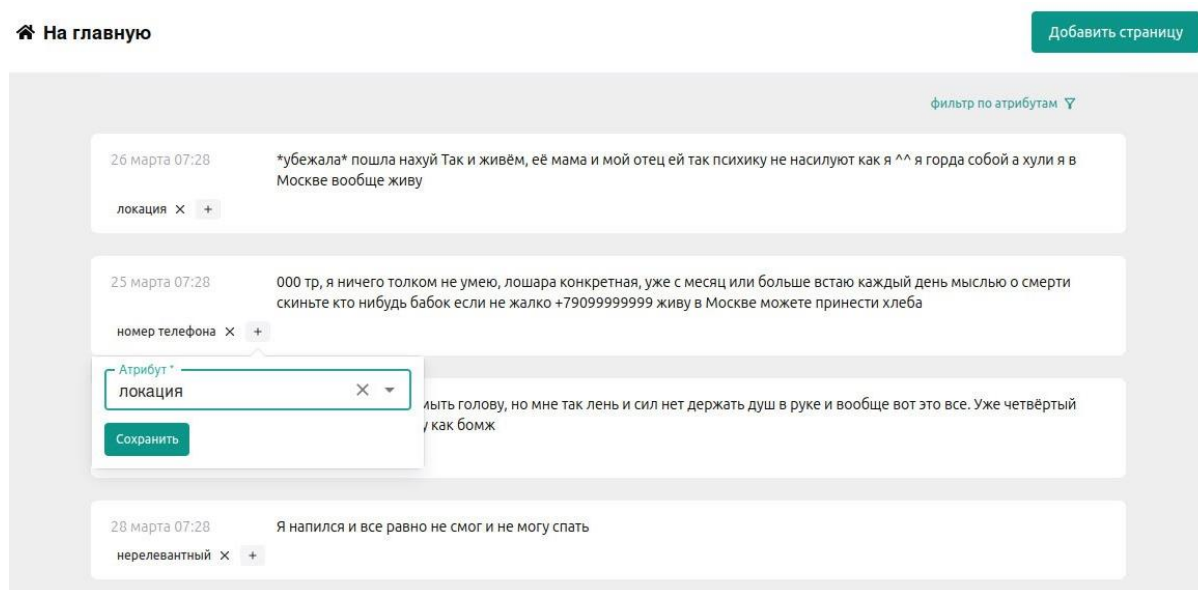 На главную
Добавить страницу
фильтр по атрибутам
26 марта 07:28
*убежала* пошла нахуй Так и живём, её мама и мой отец ей так психику не насилуют как я ^^ я горда собой а хули я в
Москве вообще живу
локация × +
25 марта 07:28
000 тр, я ничего толком не умею, лошара конкретная, уже с месяц или больше встаю каждый день мыслью о смерти
скиньте кто нибудь бабок если не жалко +79099999999 живу в Москве можете принести хлеба
номер телефона × +
Атрибут *
локация ×
Сохранить
мыть голову, но мне так лень и сил нет держать душ в руке и вообще вот это все. Уже четвёртый
у как бомж
28 марта 07:28
Я напился и все равно не смог и не могу спать
нерелевантный × +